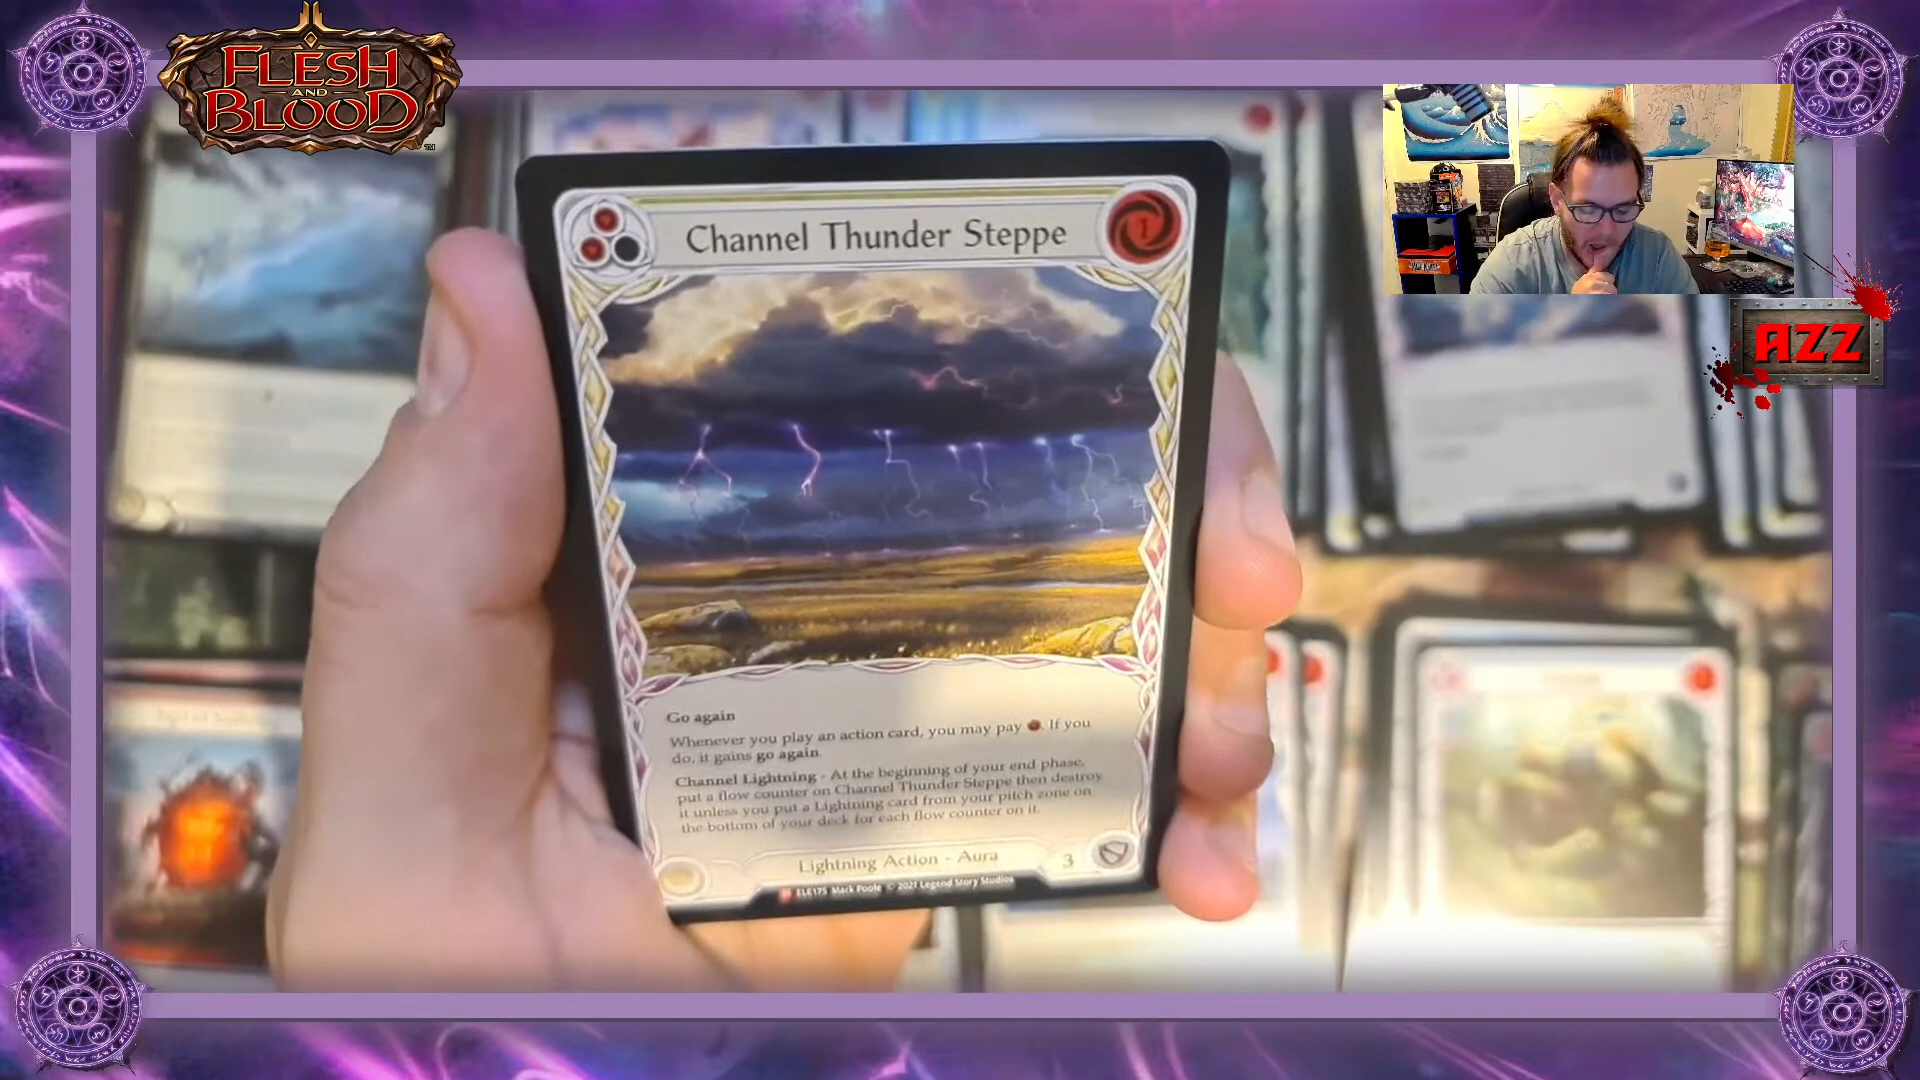 FLESH
AND
BLOOD
TM
Channel Thunder Steppe
1
AZZ
Go again
Whenever you play an action card, you may pay . If you
do, it gains go again.
Channel Lightning - At the beginning of your end phase,
put a flow counter on Channel Thunder Steppe then destroy
it unless you put a Lightning card from your pitch zone on
the bottom of your deck for each flow counter on it.
Lightning Action - Aura
3
M ELE175 Mark Poole © 2021 Legend Story Studios